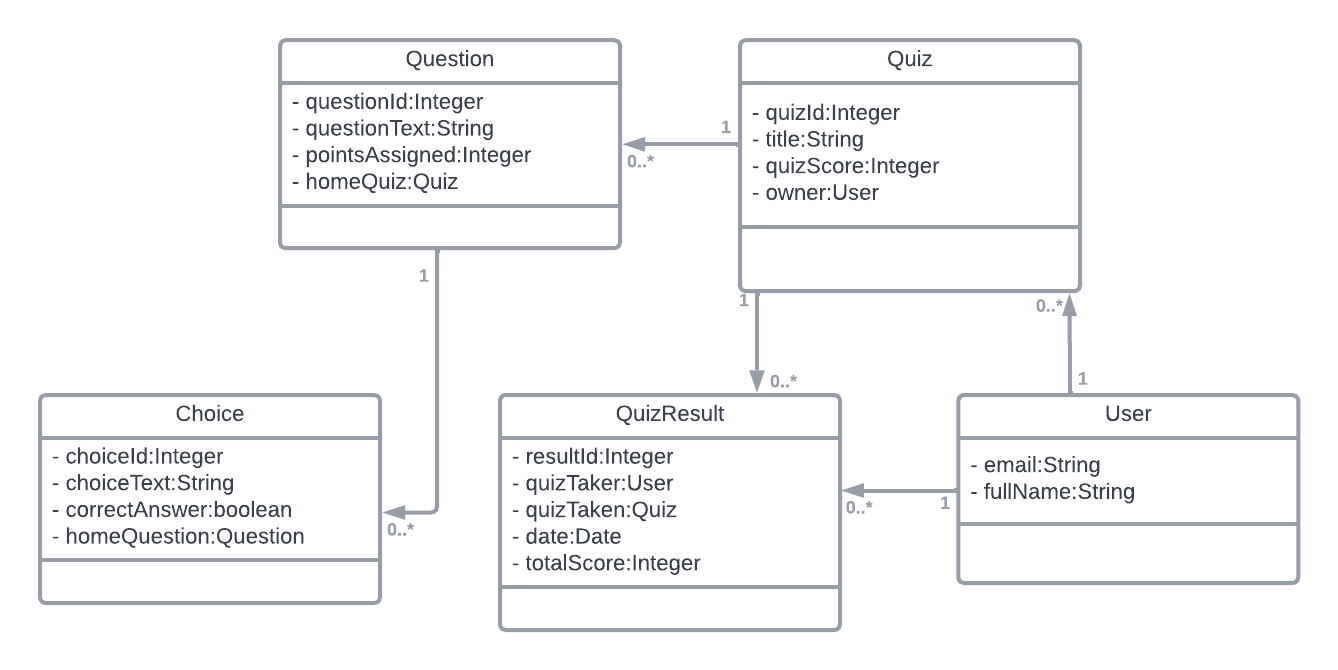 Question
- questionId:Integer
- questionText:String
- pointsAssigned:Integer
- homeQuiz:Quiz
Quiz
- quizId:Integer
- title:String
- quizScore:Integer
- owner:User
1
0..*
1
1
0..*
0..*
1
Choice
- choiceId:Integer
- choiceText:String
- correctAnswer:boolean
- homeQuestion:Question
0..*
QuizResult
- resultId:Integer
- quizTaker:User
- quizTaken:Quiz
- date:Date
- totalScore:Integer
0..*
1
User
- email:String
- fullName:String